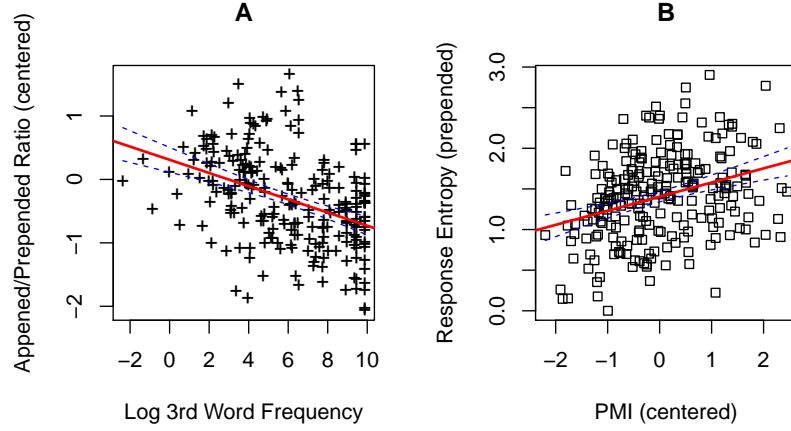 A
Appened/Prepended Ratio (centered)
1
0
−1
−2
−2 0 2 4 6 8 10
Log 3rd Word Frequency
B
Response Entropy (prepended)
3.0
2.0
1.0
0.0
−2 −1 0 1 2
PMI (centered)